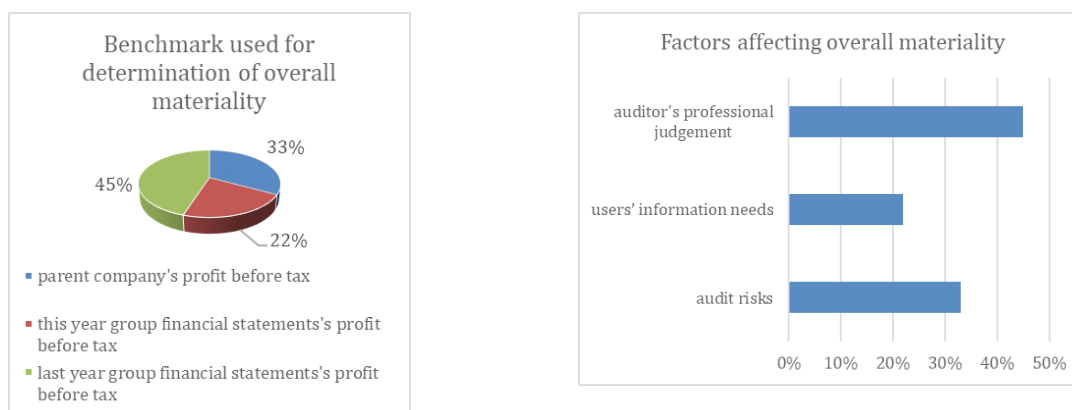 Benchmark used for
determination of overall
materiality
33%
45%
22%
parent company's profit before tax
this year group financial statements's profit
before tax
last year group financial statements's profit
before tax
Factors affecting overall materiality
auditor's professional
judgement
users’ information needs
audit risks
0% 10% 20% 30% 40% 50%